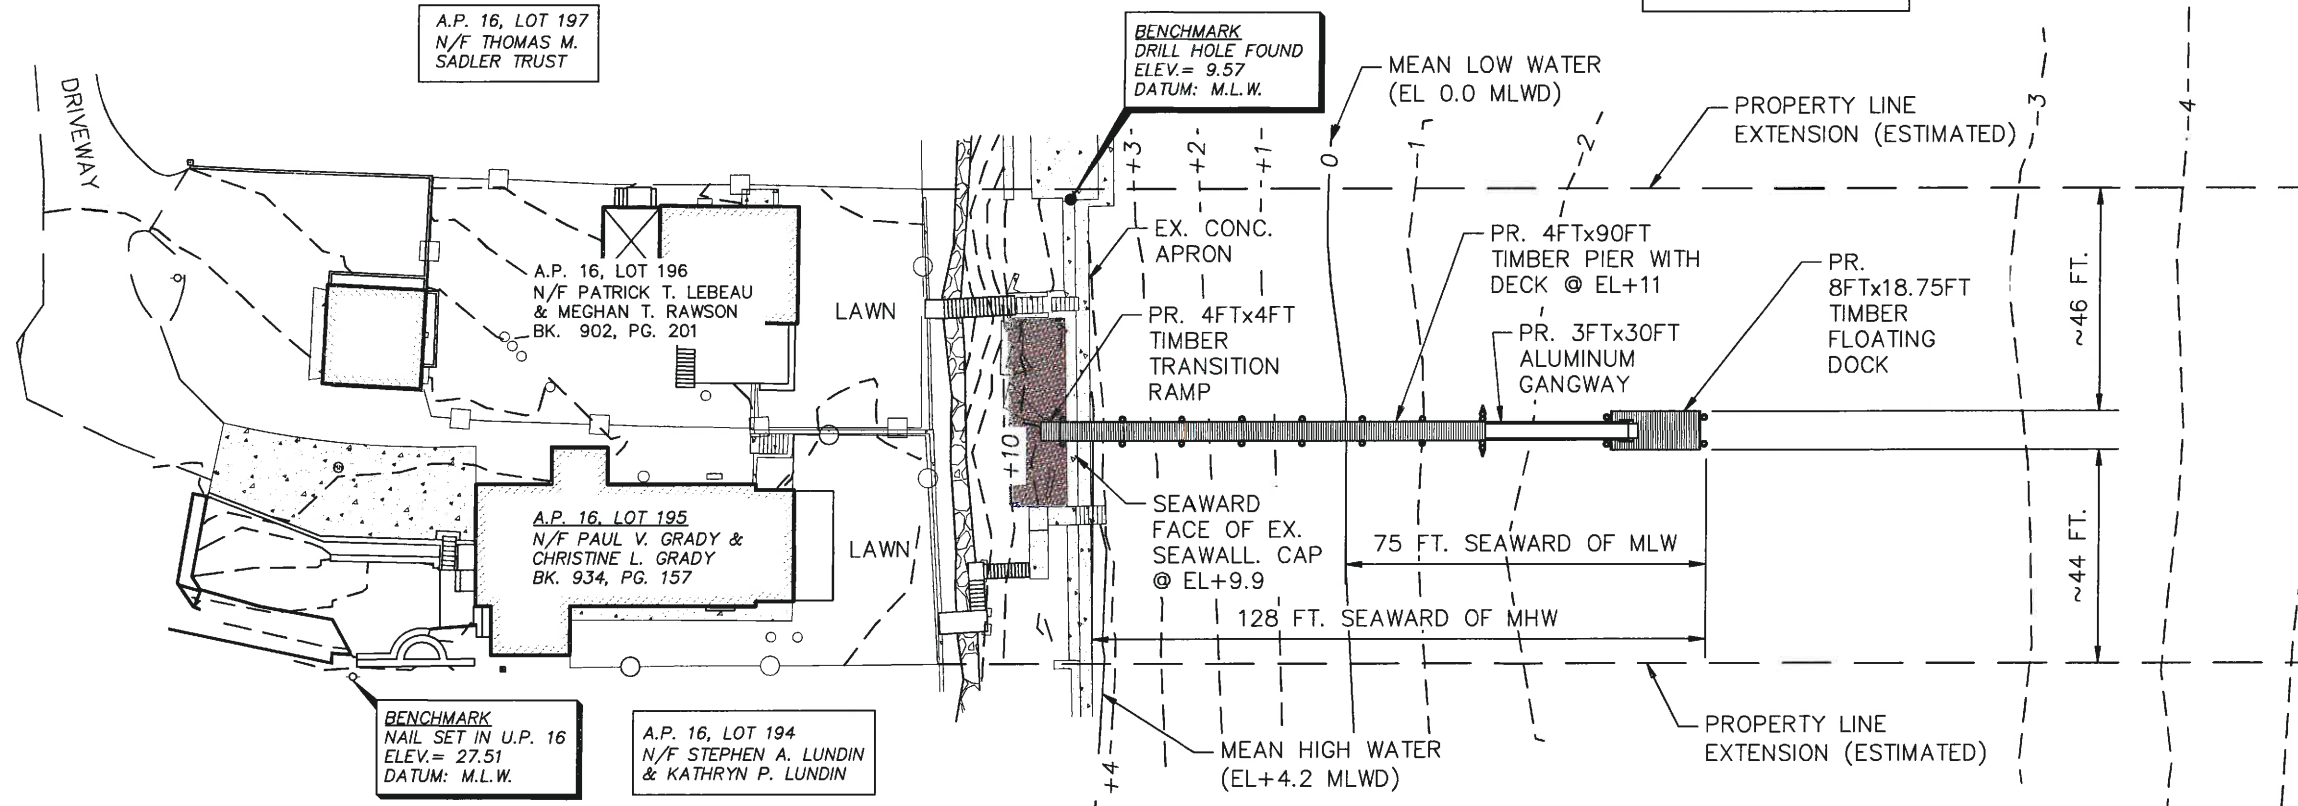 A.P. 16, LOT 197
N/F THOMAS M.
SADLER TRUST
BENCHMARK
DRILL HOLE FOUND
ELEV.= 9.57
DATUM: M.L.W.
MEAN LOW WATER
(EL 0.0 MLWD)
PROPERTY LINE
EXTENSION (ESTIMATED)
DRIVEWAY
+3
+2
+1
0
-1
-2
-3
-4
EX. CONC.
APRON
PR. 4FTx90FT
TIMBER PIER WITH
DECK @ EL+11
PR.
8FTx18.75FT
TIMBER
FLOATING
DOCK
~46 FT.
A.P. 16, LOT 196
N/F PATRICK T. LEBEAU
& MEGHAN T. RAWSON
BK. 902, PG. 201
LAWN
PR. 4FTx4FT
TIMBER
TRANSITION
RAMP
PR. 3FTx30FT
ALUMINUM
GANGWAY
+10
A.P. 16, LOT 195
N/F PAUL V. GRADY &
CHRISTINE L. GRADY
BK. 934, PG. 157
LAWN
SEAWARD
FACE OF EX.
SEAWALL. CAP
@ EL+9.9
75 FT. SEAWARD OF MLW
~44 FT.
128 FT. SEAWARD OF MHW
BENCHMARK
NAIL SET IN U.P. 16
ELEV.= 27.51
DATUM: M.L.W.
A.P. 16, LOT 194
N/F STEPHEN A. LUNDIN
& KATHRYN P. LUNDIN
+4
MEAN HIGH WATER
(EL+4.2 MLWD)
PROPERTY LINE
EXTENSION (ESTIMATED)